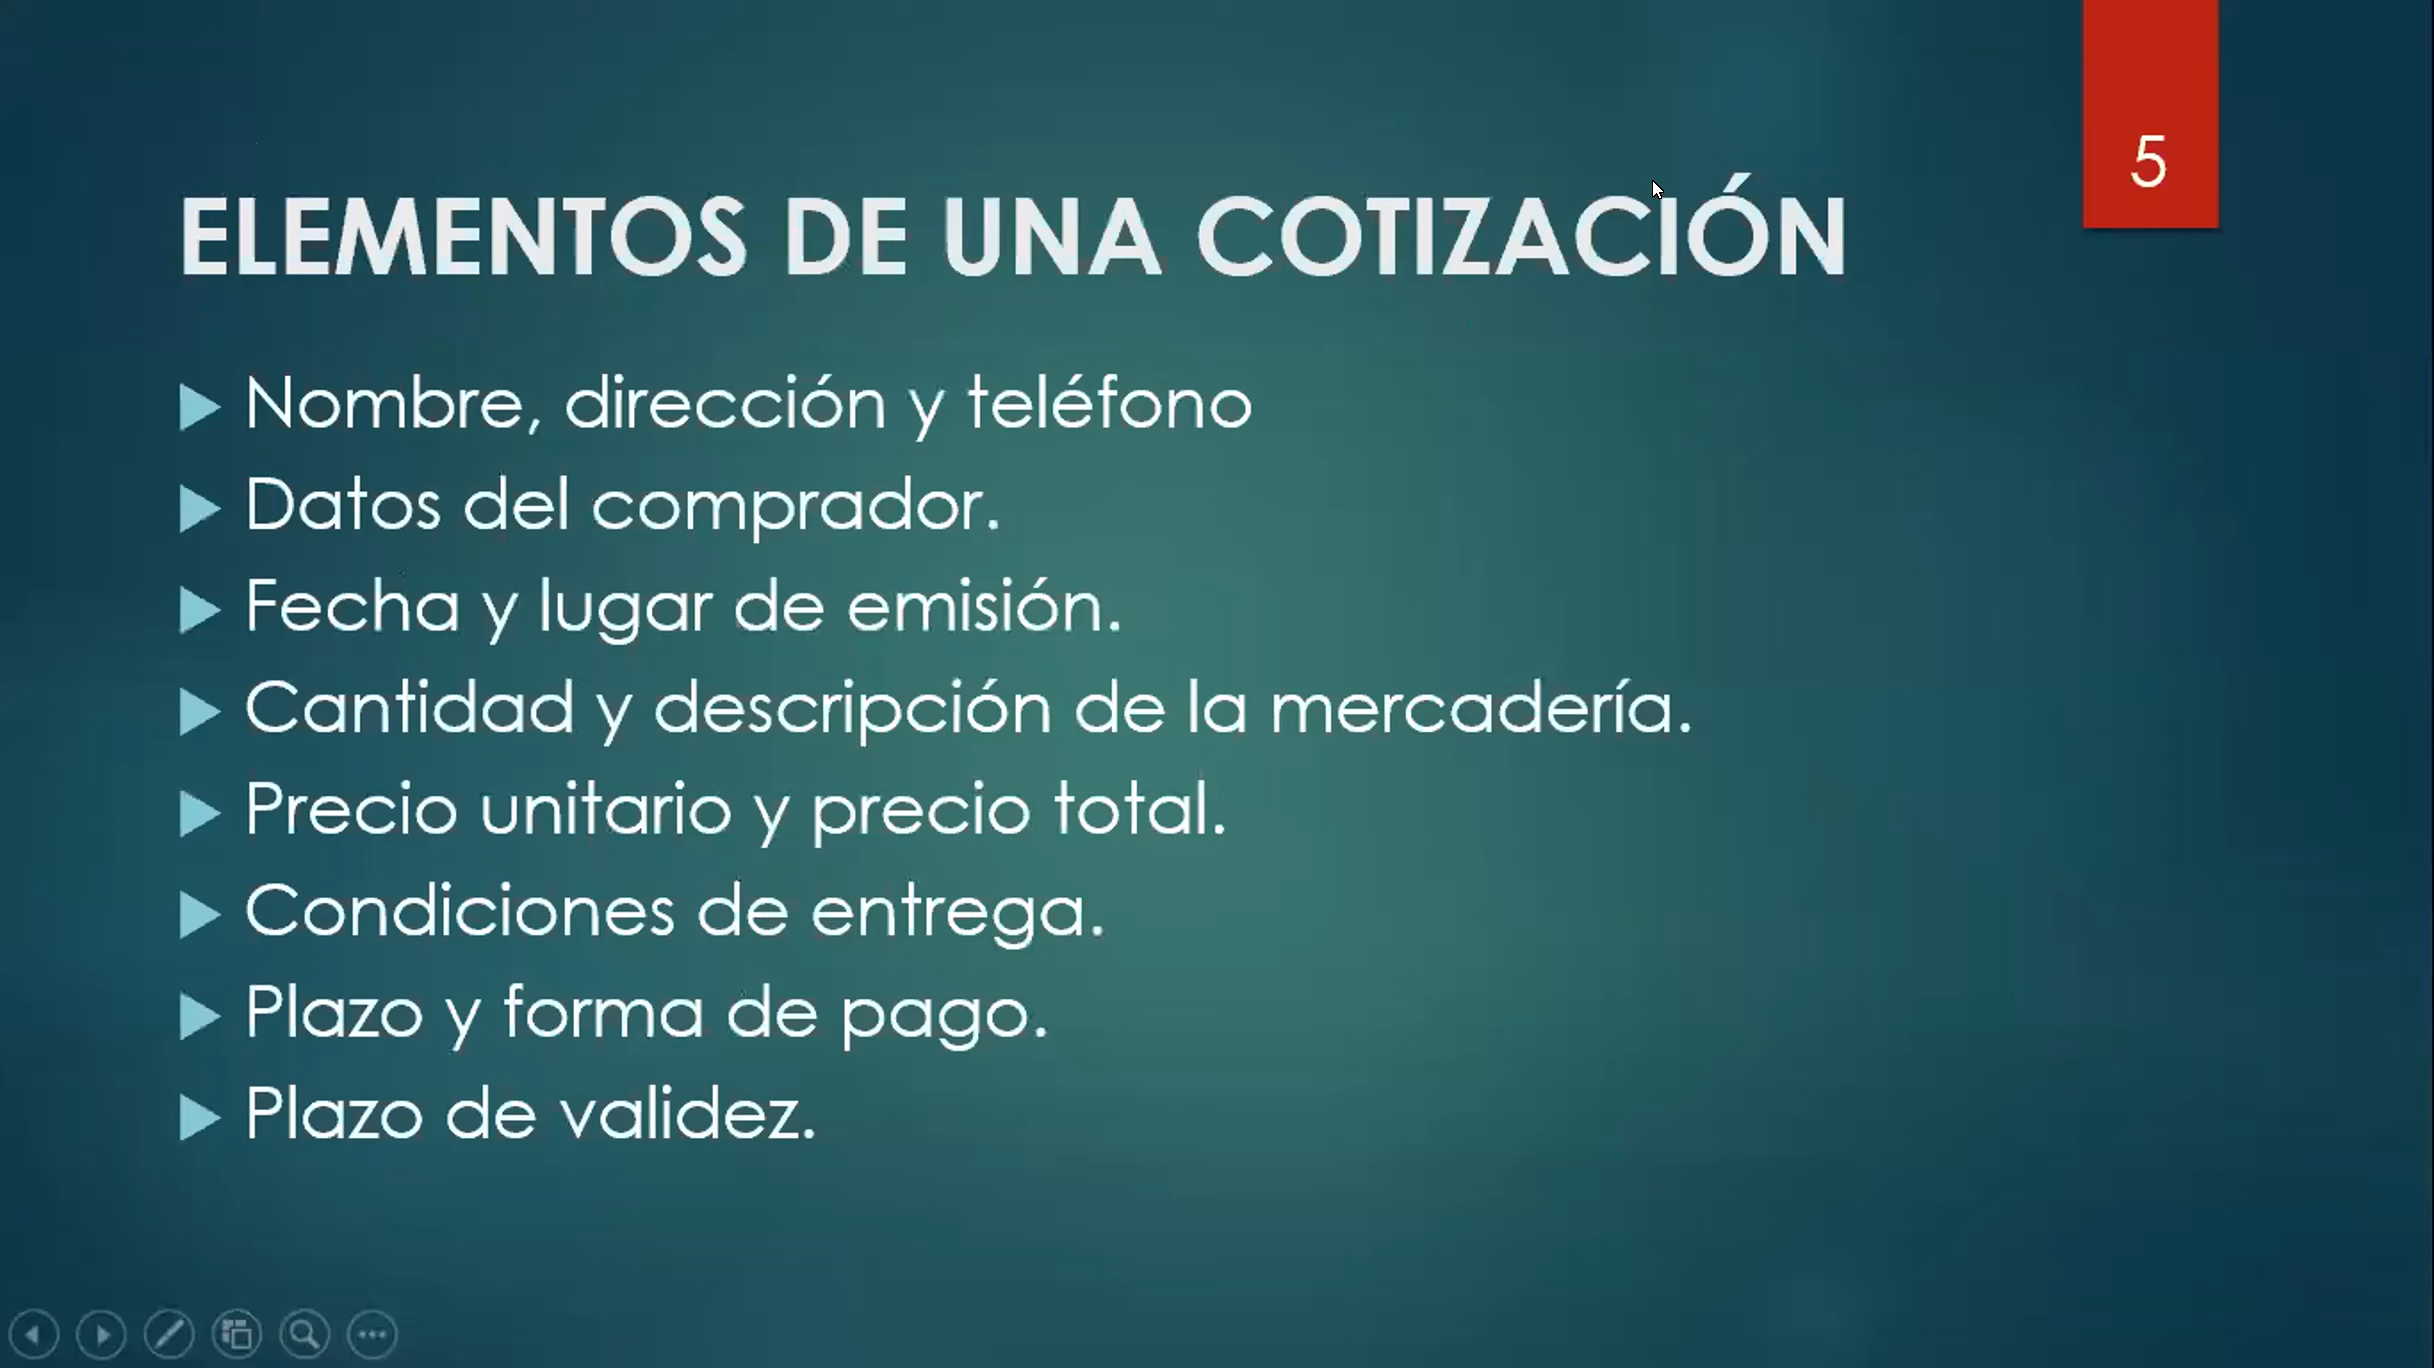 5
ELEMENTOS DE UNA COTIZACIÓN
Nombre, dirección y teléfono
Datos del comprador.
Fecha y lugar de emisión.
Cantidad y descripción de la mercadería.
Precio unitario y precio total.
Condiciones de entrega.
Plazo y forma de pago.
Plazo de validez.